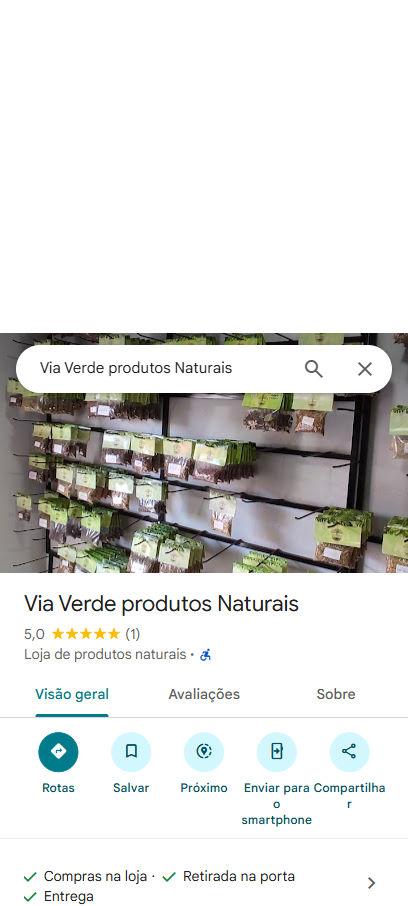 Via Verde produtos Naturais
Via Verde produtos Naturais
5,0 ★★★★★ (1)
Loja de produtos naturais ·
Visão geral
Avaliações
Sobre
Rotas
Salvar
Próximo
Enviar para
o
smartphone
Compartilha
r
Compras na loja · Retirada na porta
Entrega